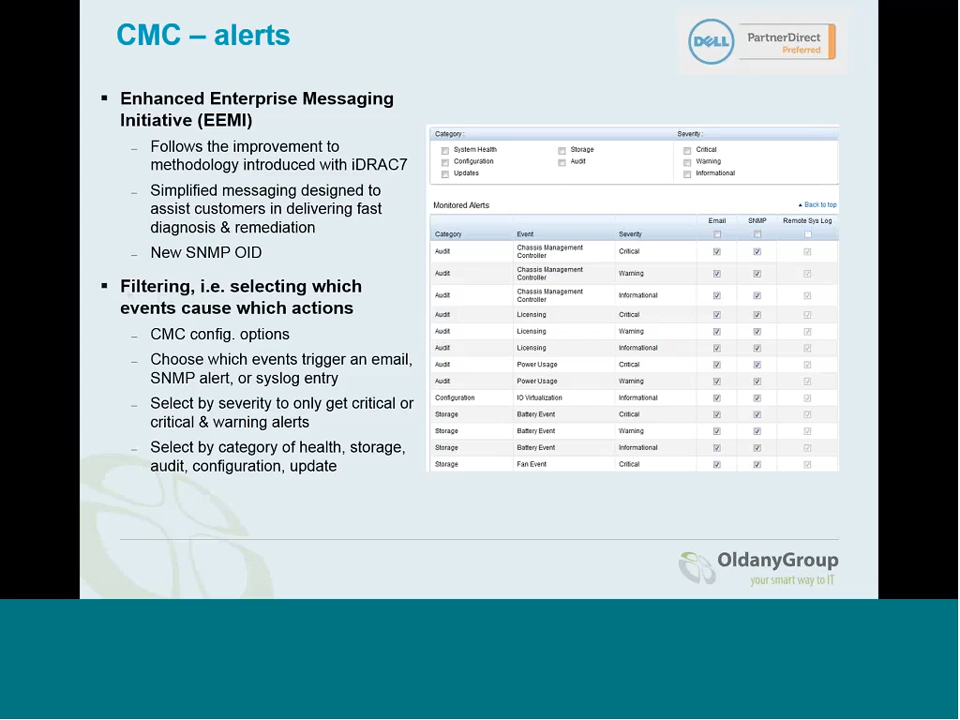 CMC – alerts
DELL
PartnerDirect
Preferred
▪ Enhanced Enterprise Messaging
Initiative (EEMI)
– Follows the improvement to
methodology introduced with iDRAC7
– Simplified messaging designed to
assist customers in delivering fast
diagnosis & remediation
– New SNMP OID
▪ Filtering, i.e. selecting which
events cause which actions
– CMC config. options
– Choose which events trigger an email,
SNMP alert, or syslog entry
– Select by severity to only get critical or
critical & warning alerts
– Select by category of health, storage,
audit, configuration, update
Category: Severity:
System Health Storage Critical
Configuration Audit Warning
Updates Informational
Monitored Alerts ▲ Back to top
Email SNMP Remote Sys Log
Category Event Severity
Audit Chassis Management Controller Critical
Audit Chassis Management Controller Warning
Audit Chassis Management Controller Informational
Audit Licensing Critical
Audit Licensing Warning
Audit Licensing Informational
Audit Power Usage Critical
Audit Power Usage Warning
Configuration IO Virtualization Informational
Storage Battery Event Critical
Storage Battery Event Warning
Storage Battery Event Informational
Storage Fan Event Critical
OldanyGroup
your smart way to IT